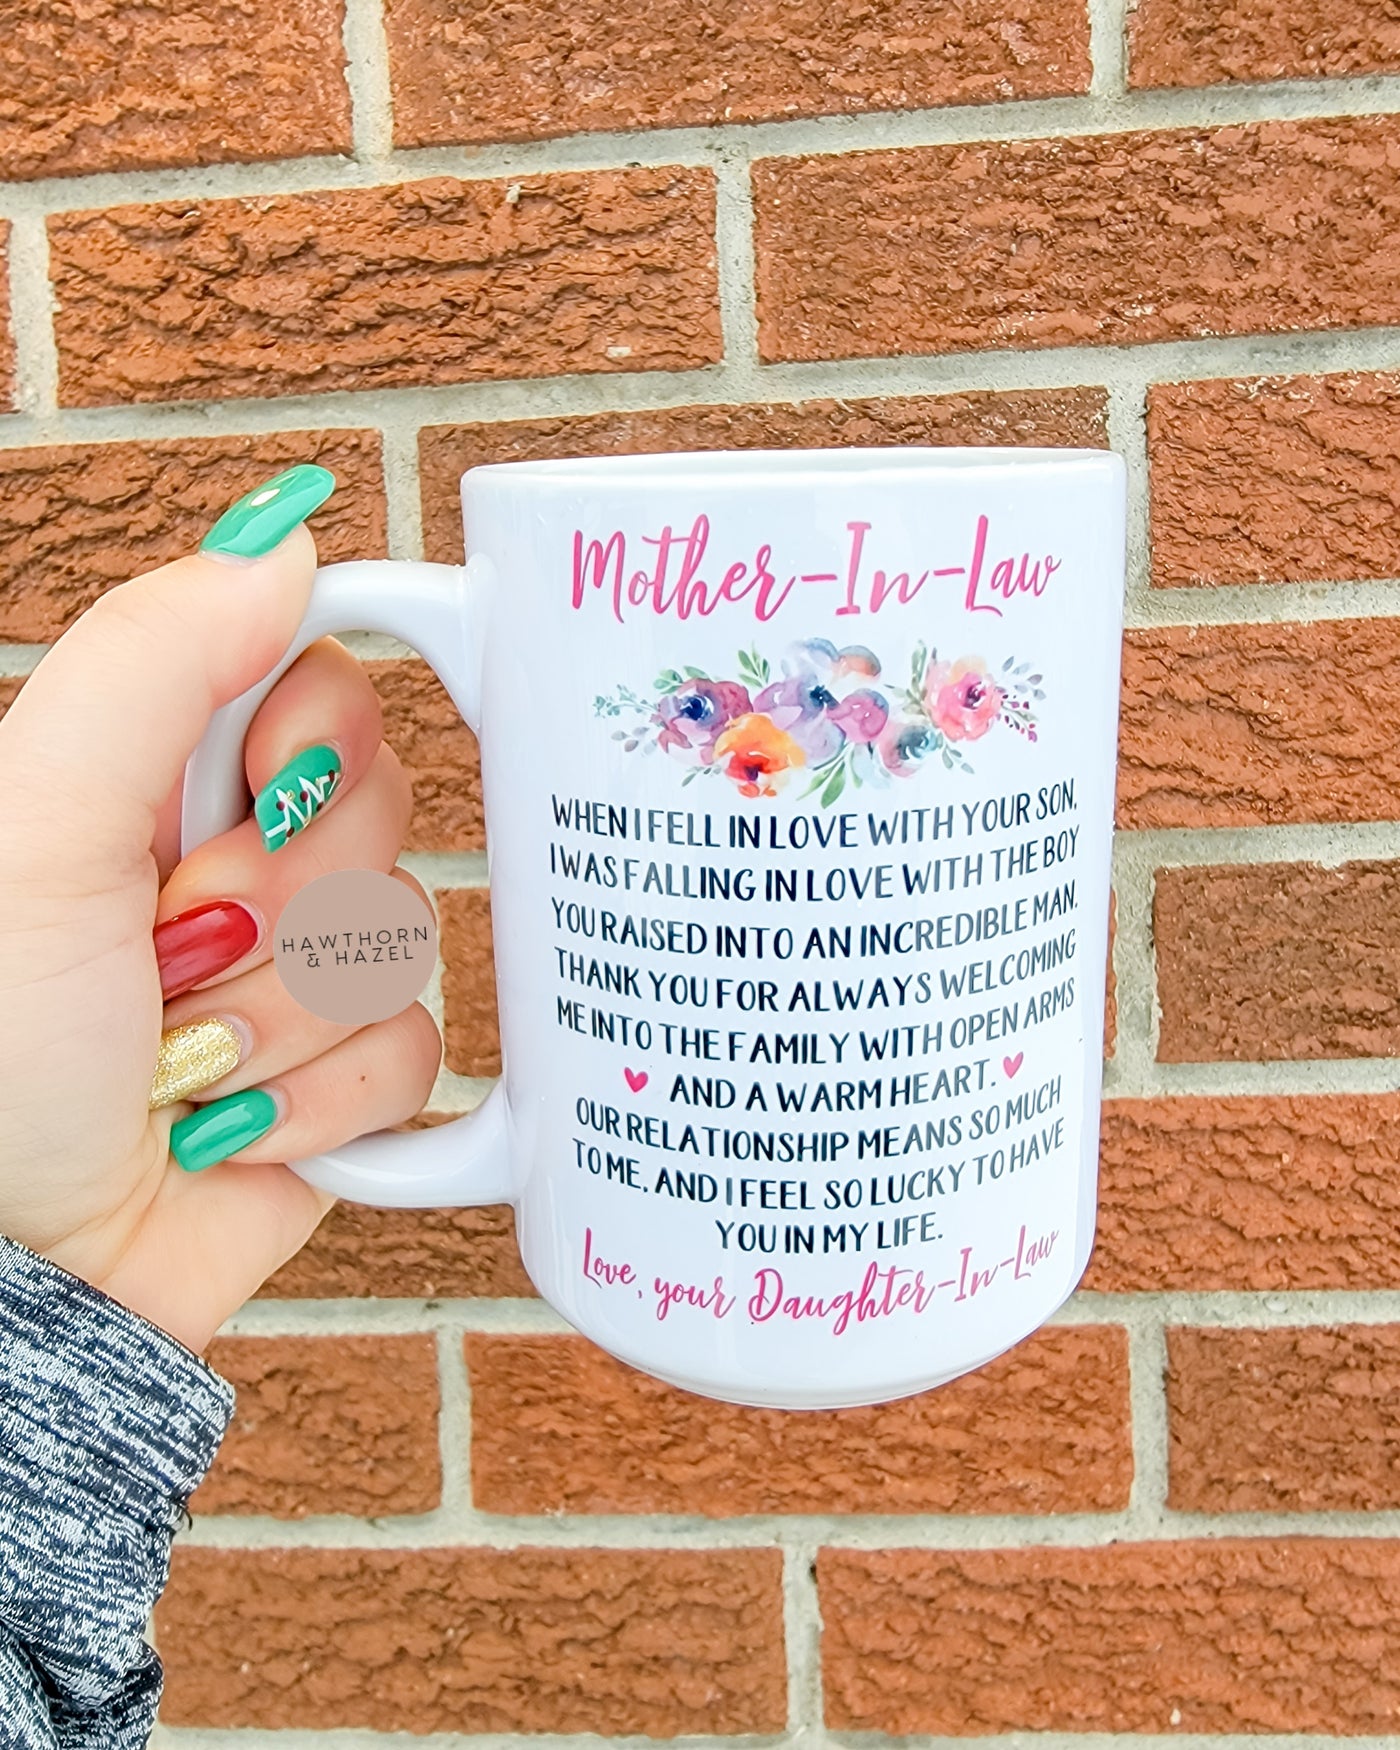 Mother-In-Law
WHEN I FELL IN LOVE WITH YOUR SON,
I WAS FALLING IN LOVE WITH THE BOY
YOU RAISED INTO AN INCREDIBLE MAN.
THANK YOU FOR ALWAYS WELCOMING
ME INTO THE FAMILY WITH OPEN ARMS
AND A WARM HEART.
OUR RELATIONSHIP MEANS SO MUCH
TO ME, AND I FEEL SO LUCKY TO HAVE
YOU IN MY LIFE.
Love, your Daughter-In-Law
HAWTHORN
& HAZEL